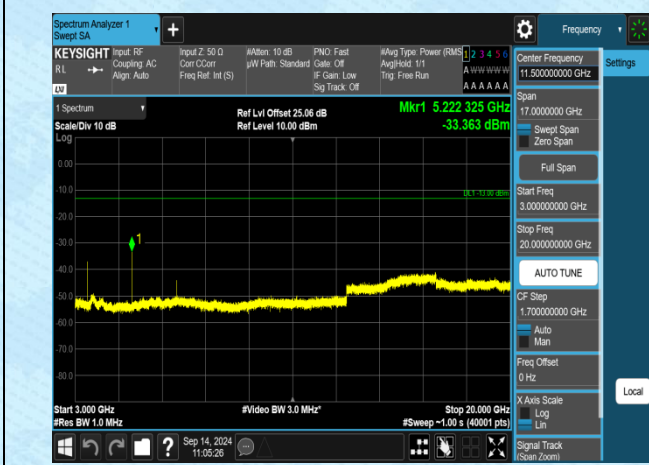 Spectrum Analyzer 1
Swept SA
Frequency
KEYSIGHT Input: RF Input Z: 50 Ω #Atten: 10 dB PNO: Fast #Avg Type: Power (RMS 1 2 3 4 5 6
RL Coupling: AC Corr CCorr µW Path: Standard Gate: Off Avg|Hold: 1/1 A W W W W W
Align: Auto Freq Ref: Int (S) IF Gain: Low Trig: Free Run
Sig Track: Off A A A A A A
LXI
1 Spectrum
Scale/Div 10 dB
Log
Ref Lvl Offset 25.06 dB
Ref Level 10.00 dBm
Mkr1 5.222 325 GHz
-33.363 dBm
0.00
-10.0
DL1 -13.00 dBm
-20.0
1
-30.0
-40.0
-50.0
-60.0
-70.0
-80.0
Start 3.000 GHz #Video BW 3.0 MHz* Stop 20.000 GHz
#Res BW 1.0 MHz #Sweep ~1.00 s (40001 pts)
?
Sep 14, 2024
11:05:26
Center Frequency
11.500000000 GHz
Settings
Span
17.0000000 GHz
Swept Span
Zero Span
Full Span
Start Freq
3.000000000 GHz
Stop Freq
20.000000000 GHz
AUTO TUNE
CF Step
1.700000000 GHz
Auto
Man
Freq Offset
0 Hz
X Axis Scale
Log
Lin
Local
Signal Track
(Span Zoom)